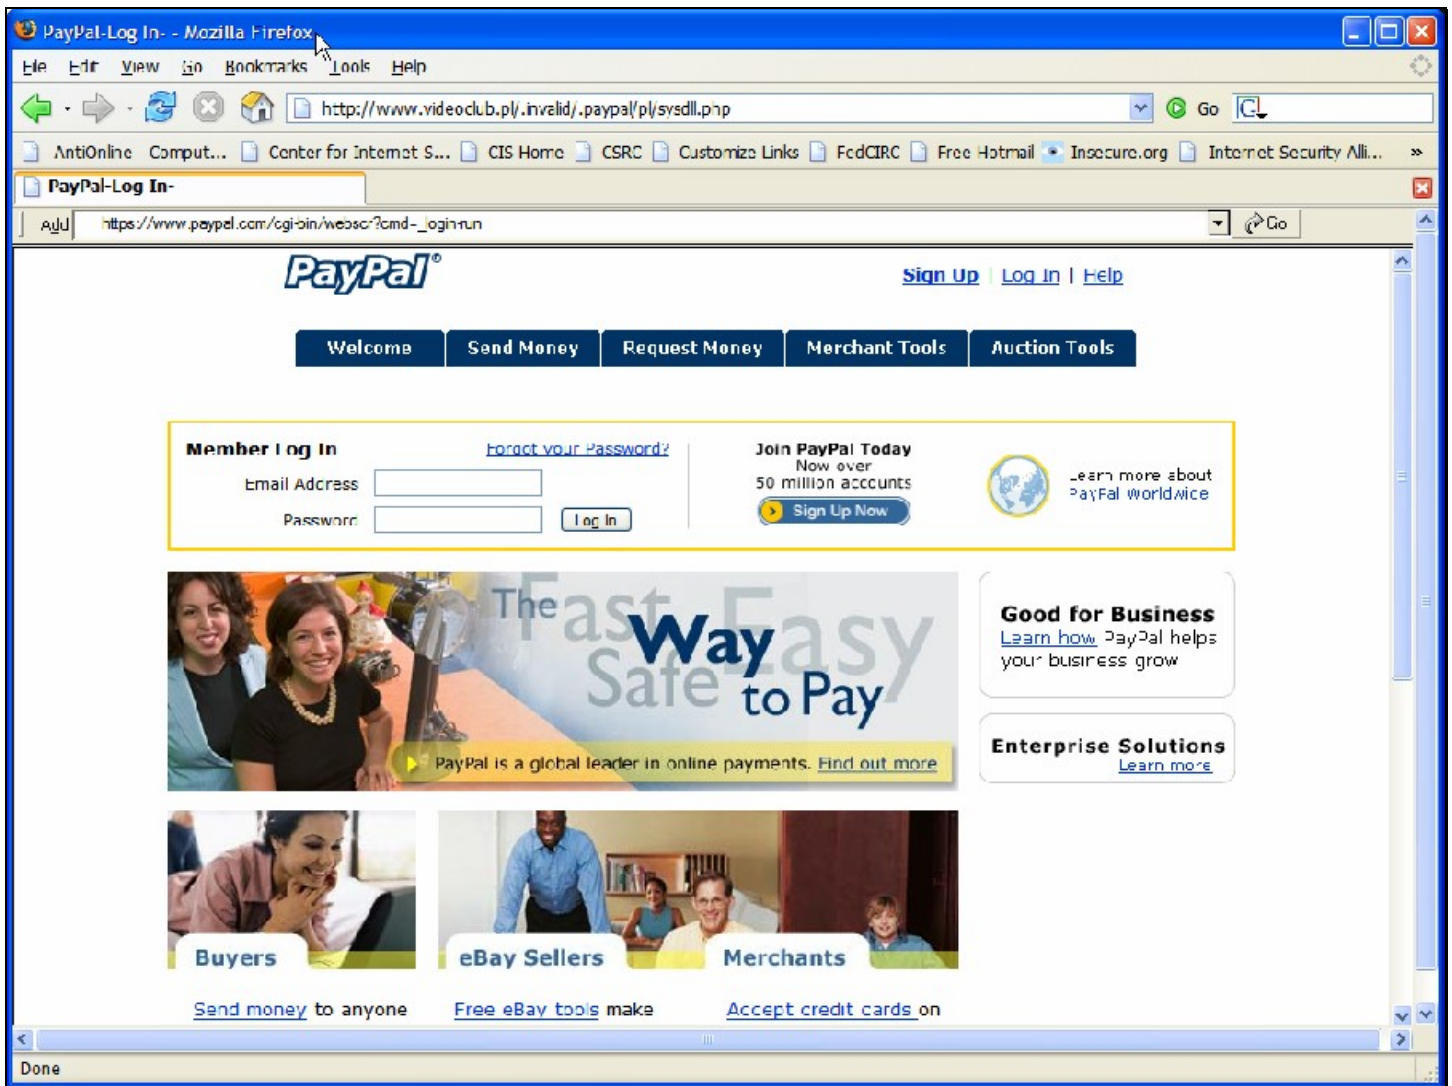 PayPal-Log In- - Mozilla Firefox
File Edit View Go Bookmarks Tools Help
http://www.videoclub.pl/.invalid/.paypal/pl/sysdll.php Go
AntiOnline Comput... Center for Internet S... CIS Home CSRC Customize Links FedCIRC Free Hotmail Insecure.org Internet Security Alli... »
PayPal-Log In-
Add https://www.paypal.com/cgi-bin/webscr?cmd=_login-run Go
PayPal®
Sign Up | Log In | Help
Welcome Send Money Request Money Merchant Tools Auction Tools
Member Log In Forgot your Password?
Email Address
Password Log In
Join PayPal Today
Now over
50 million accounts
Sign Up Now
Learn more about
PayPal Worldwide
The Fast Easy
Safe Way
to Pay
PayPal is a global leader in online payments. Find out more
Good for Business
Learn how PayPal helps
your business grow
Enterprise Solutions
Learn more
Buyers eBay Sellers Merchants
Send money to anyone Free eBay tools make Accept credit cards on
Done